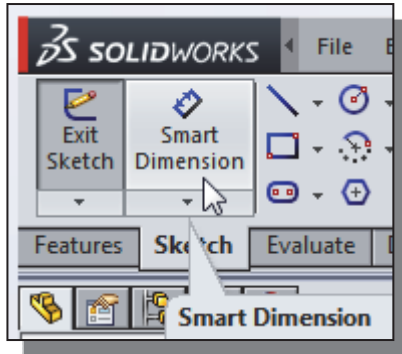 SOLIDWORKS File
Exit Sketch Smart Dimension
Features Sketch Evaluate
Smart Dimension